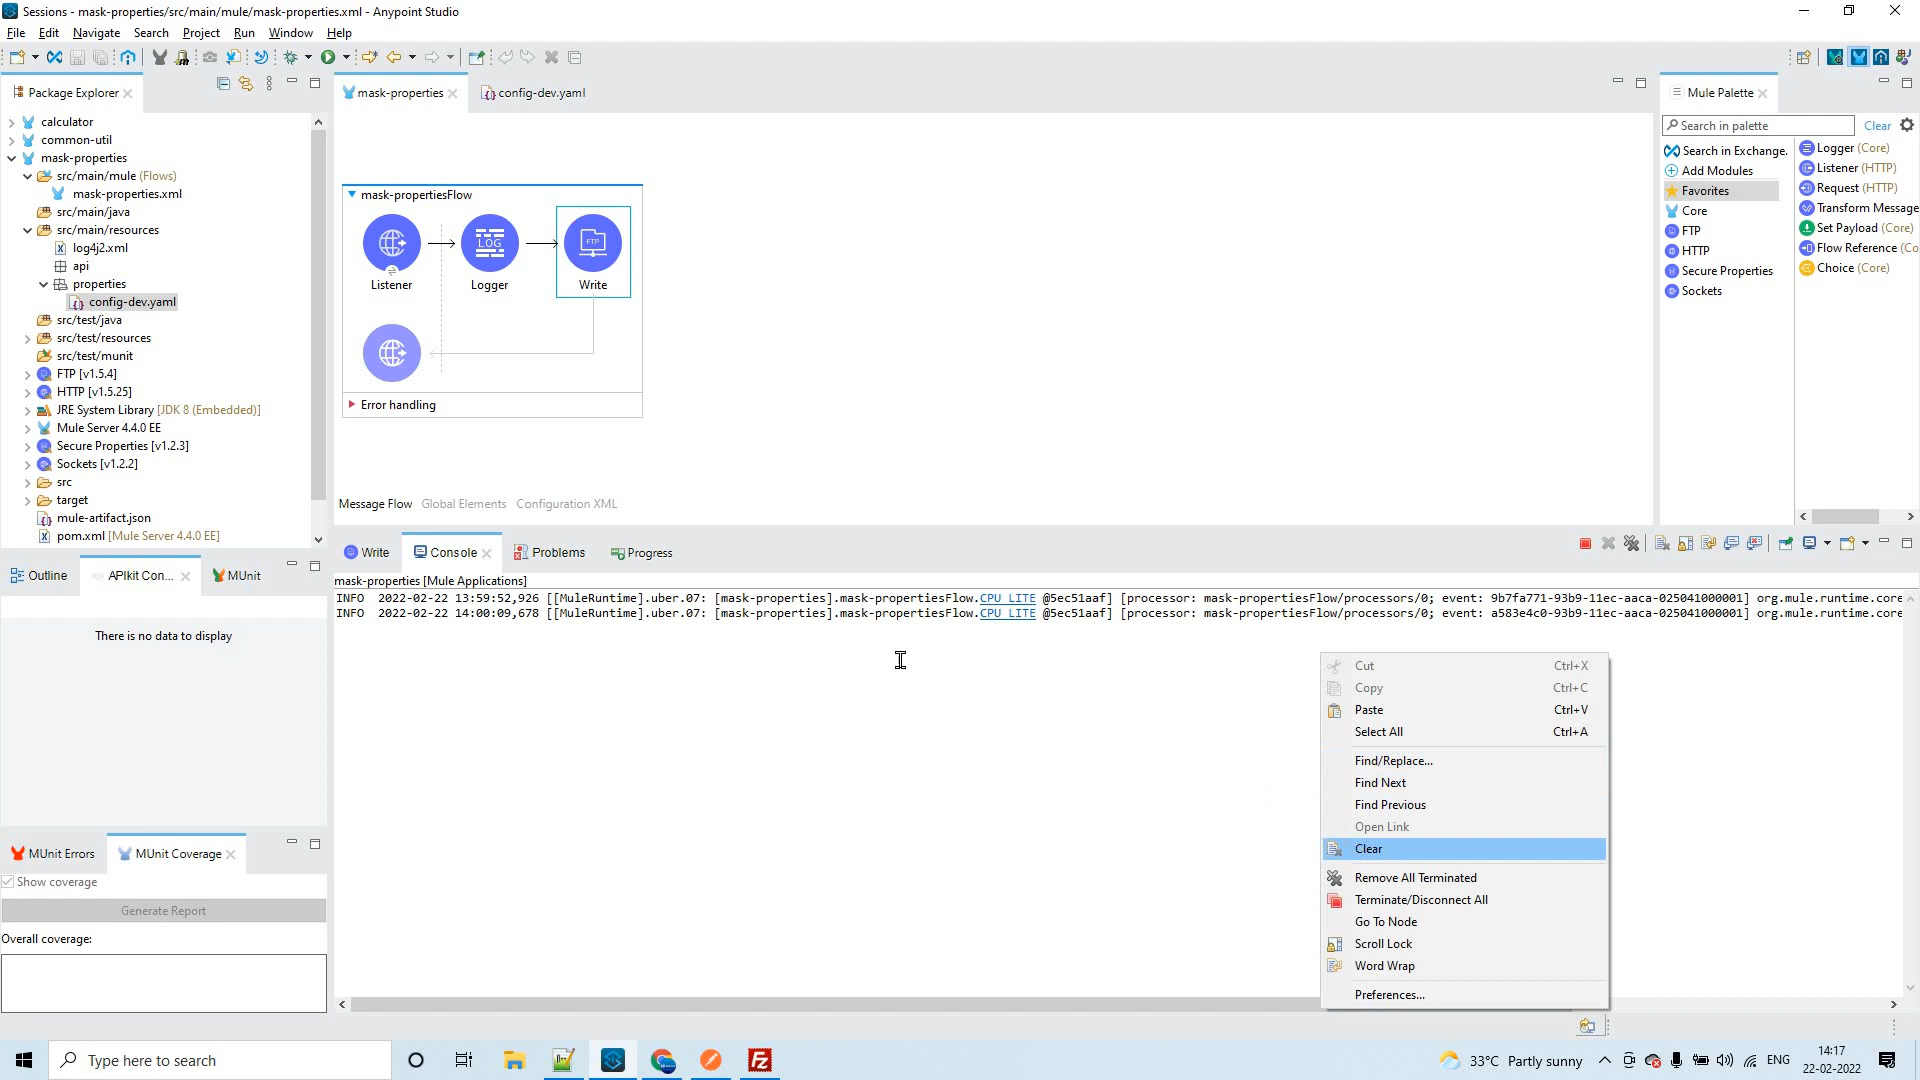 Sessions - mask-properties/src/main/mule/mask-properties.xml - Anypoint Studio
File Edit Navigate Search Project Run Window Help
Package Explorer
calculator
common-util
mask-properties
src/main/mule (Flows)
mask-properties.xml
src/main/java
src/main/resources
log4j2.xml
api
properties
config-dev.yaml
src/test/java
src/test/resources
src/test/munit
FTP [v1.5.4]
HTTP [v1.5.25]
JRE System Library [JDK 8 (Embedded)]
Mule Server 4.4.0 EE
Secure Properties [v1.2.3]
Sockets [v1.2.2]
src
target
mule-artifact.json
pom.xml [Mule Server 4.4.0 EE]
mask-properties
config-dev.yaml
mask-propertiesFlow
LOG
FTP
Listener
Logger
Write
Error handling
Message Flow Global Elements Configuration XML
Mule Palette
Search in palette
Clear
Search in Exchange.
Add Modules
Favorites
Core
FTP
HTTP
Secure Properties
Sockets
Logger (Core)
Listener (HTTP)
Request (HTTP)
Transform Message
Set Payload (Core)
Flow Reference (Co
Choice (Core)
Outline
APIkit Con...
MUnit
There is no data to display
MUnit Errors
MUnit Coverage
Show coverage
Generate Report
Overall coverage:
Write
Console
Problems
Progress
mask-properties [Mule Applications]
INFO 2022-02-22 13:59:52,926 [[MuleRuntime].uber.07: [mask-properties].mask-propertiesFlow.CPU_LITE @5ec51aaf] [processor: mask-propertiesFlow/processors/0; event: 9b7fa771-93b9-11ec-aaca-025041000001] org.mule.runtime.core
INFO 2022-02-22 14:00:09,678 [[MuleRuntime].uber.07: [mask-properties].mask-propertiesFlow.CPU_LITE @5ec51aaf] [processor: mask-propertiesFlow/processors/0; event: a583e4c0-93b9-11ec-aaca-025041000001] org.mule.runtime.core
Cut Ctrl+X
Copy Ctrl+C
Paste Ctrl+V
Select All Ctrl+A
Find/Replace...
Find Next
Find Previous
Open Link
Clear
Remove All Terminated
Terminate/Disconnect All
Go To Node
Scroll Lock
Word Wrap
Preferences...
Type here to search
33°C Partly sunny
ENG
14:17
22-02-2022